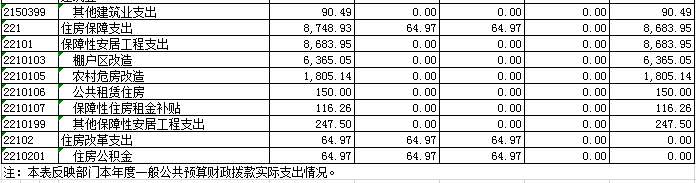 2150399 其他建筑业支出 90.49 0.00 0.00 0.00 90.49
221 住房保障支出 8,748.93 64.97 64.97 0.00 8,683.95
22101 保障性安居工程支出 8,683.95 0.00 0.00 0.00 8,683.95
2210103 棚户区改造 6,365.05 0.00 0.00 0.00 6,365.05
2210105 农村危房改造 1,805.14 0.00 0.00 0.00 1,805.14
2210106 公共租赁住房 150.00 0.00 0.00 0.00 150.00
2210107 保障性住房租金补贴 116.26 0.00 0.00 0.00 116.26
2210199 其他保障性安居工程支出 247.50 0.00 0.00 0.00 247.50
22102 住房改革支出 64.97 64.97 64.97 0.00 0.00
2210201 住房公积金 64.97 64.97 64.97 0.00 0.00
注：本表反映部门本年度一般公共预算财政拨款实际支出情况。